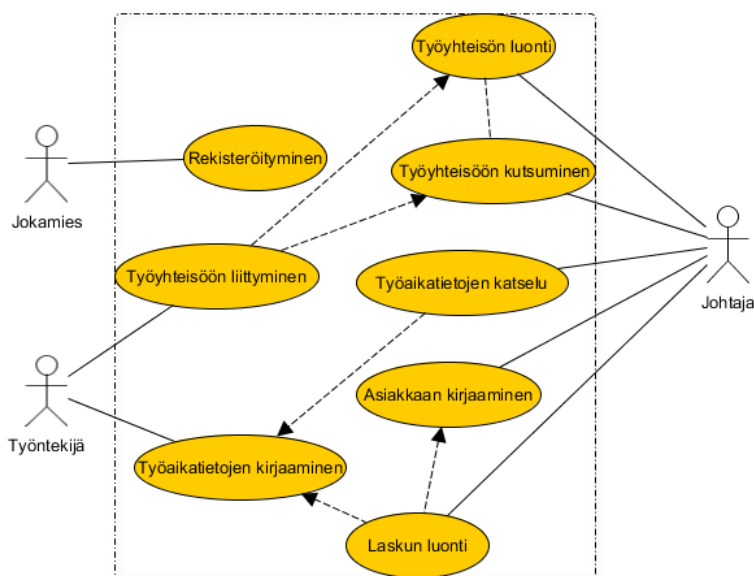 Työyhteisön luonti
Rekisteröityminen
Työyhteisöön kutsuminen
Jokamies
Työyhteisöön liittyminen
Työaikatietojen katselu
Johtaja
Asiakkaan kirjaaminen
Työntekijä
Työaikatietojen kirjaaminen
Laskun luonti